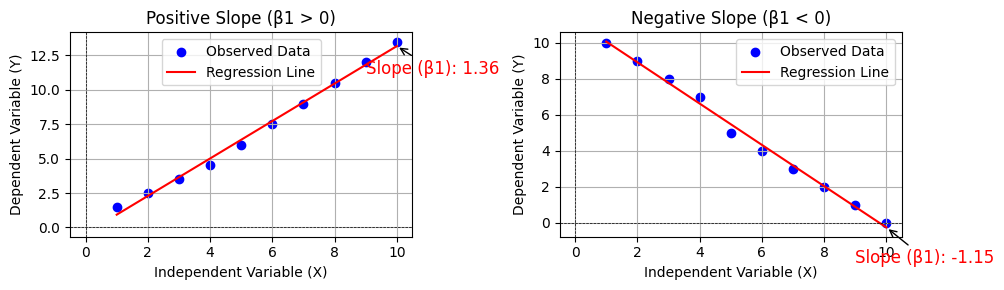 Positive Slope (β1 > 0)
Dependent Variable (Y)
12.5
10.0
7.5
5.0
2.5
0.0
Observed Data
Regression Line
Slope (β1): 1.36
0
2
4
6
8
10
Independent Variable (X)
Negative Slope (β1 < 0)
Dependent Variable (Y)
10
8
6
4
2
0
Observed Data
Regression Line
Slope (β1): -1.15
0
2
4
6
8
10
Independent Variable (X)